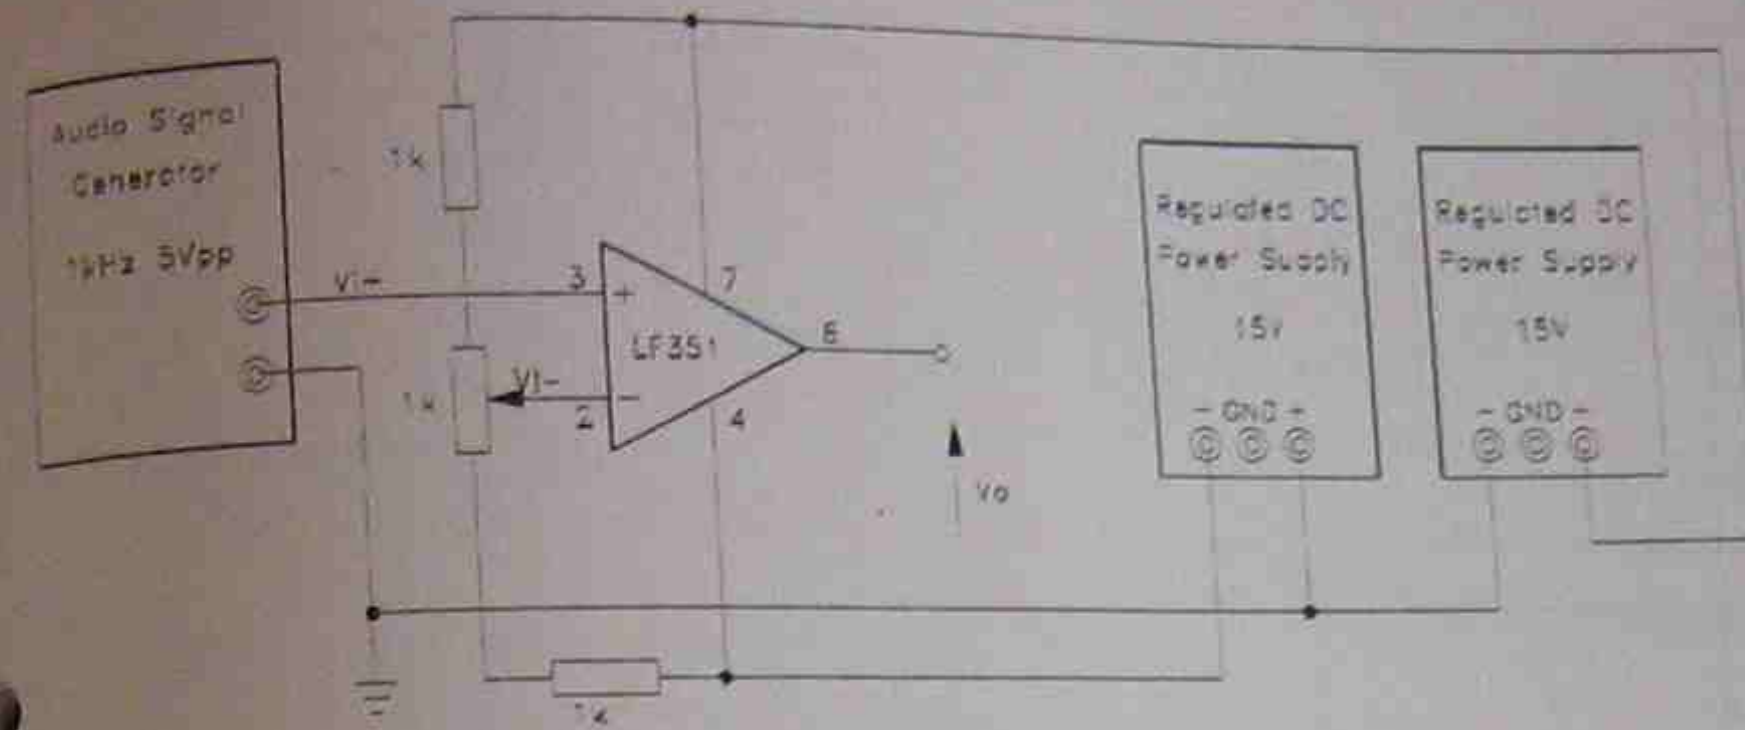 Audio Signal
Generator
1kHz 5Vpp
1k
Vi-
3
+
7
LF351
6
1k
Vi-
2
-
4
Vo
1k
Regulated DC
Power Supply
15V
- GND +
Regulated DC
Power Supply
15V
- GND -